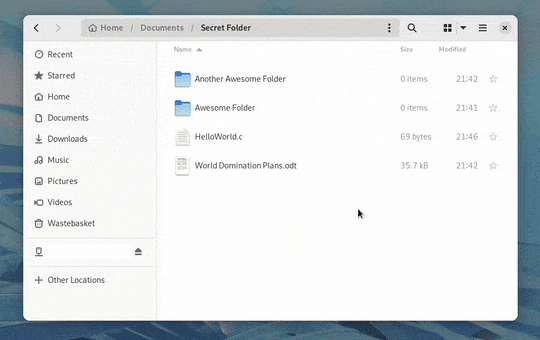 Home / Documents / Secret Folder
Recent
Starred
Home
Documents
Downloads
Music
Pictures
Videos
Wastebasket
Other Locations
Name Size Modified
Another Awesome Folder 0 items 21:42
Awesome Folder 0 items 21:41
HelloWorld.c 69 bytes 21:46
World Domination Plans.odt 35.7 kB 21:42